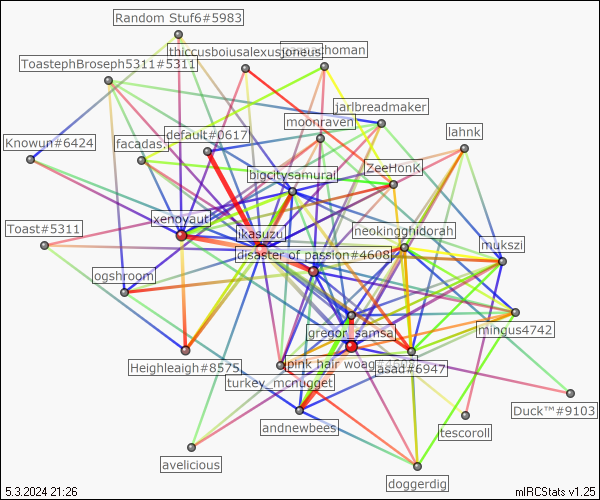 Random Stuf6#5983
thiccusboiusalexusjoneus
homan
ToastephBroseph5311#5311
jarlbreadmaker
moonraven
default#0617
lahnk
Knowun#6424
facadas.
bigcitysamurai
ZeeHonK
xenoyaut
ikasuzu
neokingghidorah
Toast#5311
disaster of passion#4608
mukszi
ogshroom
gregor_samsa
mingus4742
Heighleaigh#8575
pink hair woag
asad#6947
turkey_mcnugget
Duck™#9103
andnewbees
tescoroll
avelicious
doggerdig
5.3.2024 21:26
mIRCStats v1.25